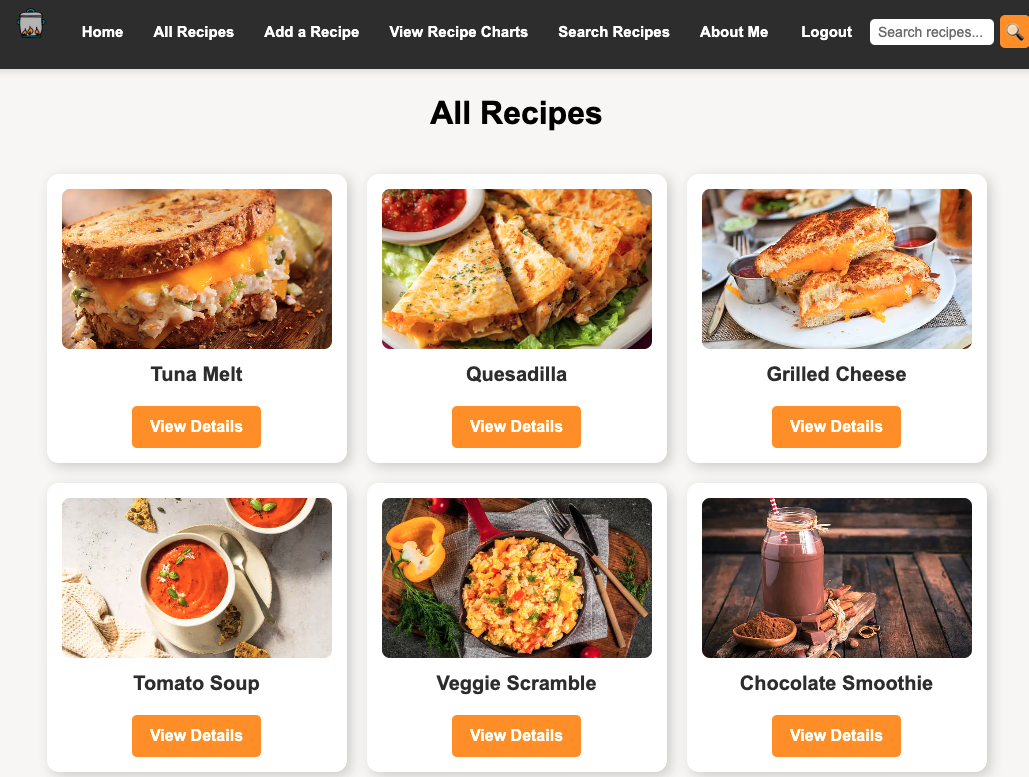 Home All Recipes Add a Recipe View Recipe Charts Search Recipes About Me Logout Search recipes...
All Recipes
Tuna Melt Quesadilla Grilled Cheese
View Details View Details View Details
Tomato Soup Veggie Scramble Chocolate Smoothie
View Details View Details View Details